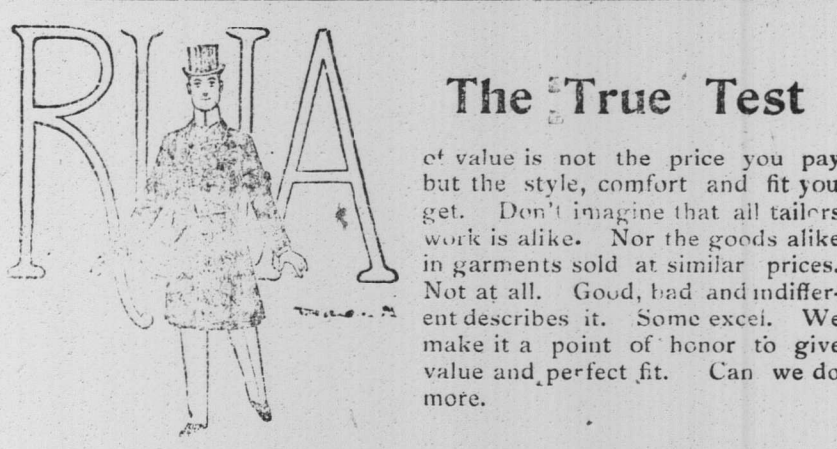 RUA
The True Test
of value is not the price you pay
but the style, comfort and fit you
get. Don't imagine that all tailors
work is alike. Nor the goods alike
in garments sold at similar prices.
Not at all. Good, bad and indiffer-
ent describes it. Some excel. We
make it a point of honor to give
value and perfect fit. Can we do
more.